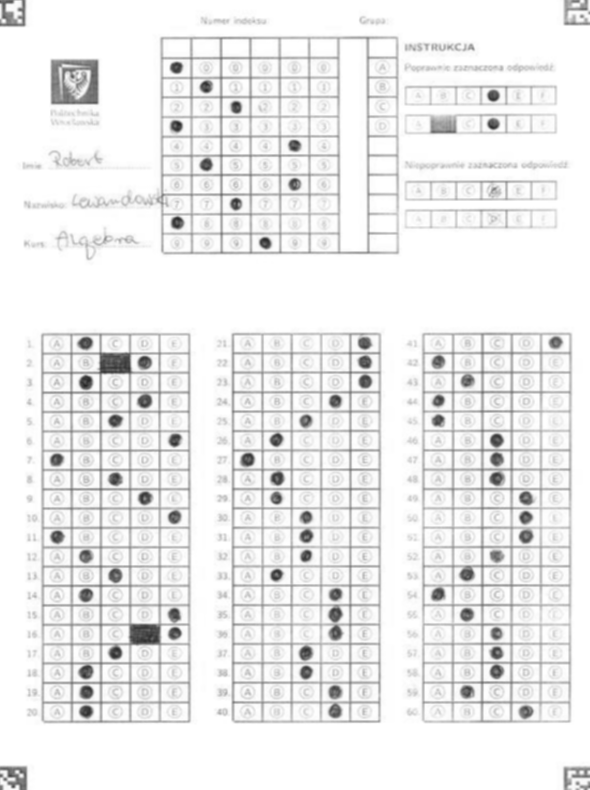 Numer indeksu: Grupa:
INSTRUKCJA
Poprawnie zaznaczona odpowiedź:
A B C E F
A E F
Niepoprawnie zaznaczona odpowiedź:
A B C E F
A B C D E F
Politechnika
Wrocławska
Imię: Robert
Nazwisko: Lewandowski
Kurs: Algebra
0 0 0 0 0 A
1 1 1 1 1 B
2 2 2 2 2 C
3 3 3 3 3 D
4 4 4 4 4
5 5 5 5 5
6 6 6 6 6
7 7 7 7 7
8 8 8 8 8
9 9 9 9 9
1. A C D E
2. A B E
3. A C D E
4. A B C E
5. A B D E
6. A B C D
7. B C D E
8. A B D E
9. A B C E
10. A B C D
11. B C D E
12. A C D E
13. A B D E
14. A C D E
15. A B C D
16. A B C
17. A B D E
18. A C D E
19. A C D E
20. A C D E
21. A B C D
22. A B C D
23. A B C D
24. A B C E
25. A B D E
26. A C D E
27. B C D E
28. A C D E
29. A C D E
30. A B D E
31. A B D E
32. A B D E
33. A C D E
34. A B C E
35. A B C E
36. A B C E
37. A B D E
38. A B D E
39. A B C E
40. A B C E
41. A B C D
42. B C D E
43. A C D E
44. B C D E
45. B C D E
46. A B D E
47. A B D E
48. A B D E
49. A B C E
50. A B C E
51. A B C E
52. A B D E
53. A C D E
54. B C D E
55. A C D E
56. A B D E
57. A B D E
58. A B D E
59. A C D E
60. A B C E